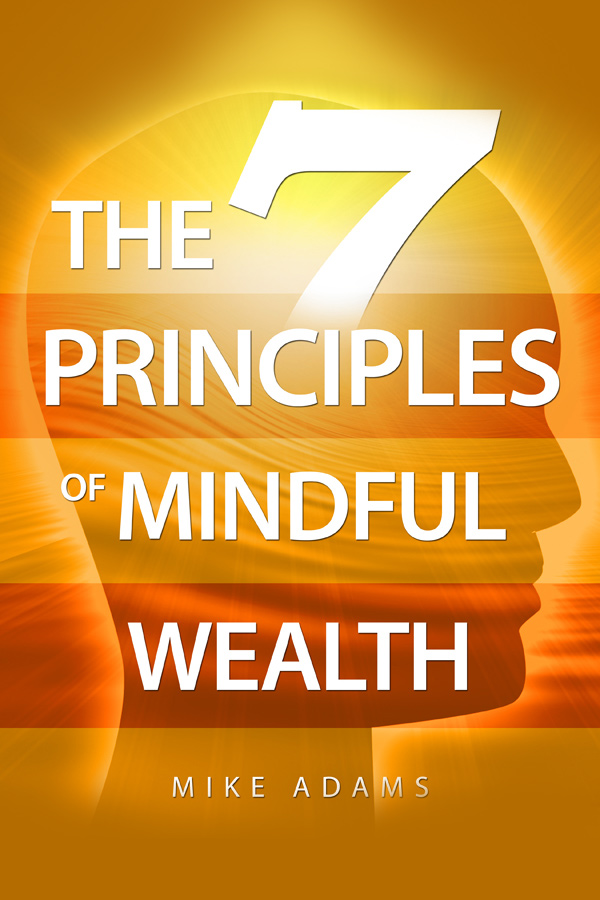 THE 7
PRINCIPLES
OF MINDFUL
WEALTH
MIKE ADAMS